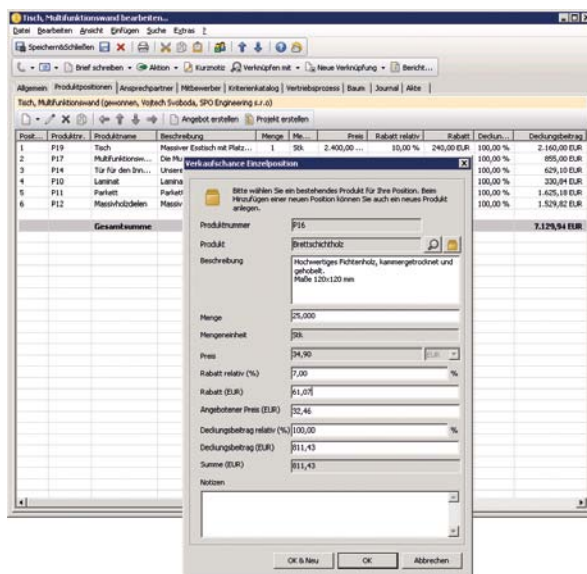 Tisch, Multifunktionswand bearbeiten...
Datei Bearbeiten Ansicht Einfügen Suche Extras ?
Speichern&Schließen
Brief schreiben Aktion Kurznotiz Verknüpfen mit Neue Verknüpfung Bericht...
Allgemein Produktpositionen Ansprechpartner Mitbewerber Kriterienkatalog Vertriebsprozess Baum Journal Akte
Tisch, Multifunktionswand (gewonnen, Vojtech Svoboda, SPO Engineering s.r.o)
Angebot erstellen Projekt erstellen
Posit... Produktnr. Produktname Beschreibung Menge Me... Preis Rabatt relativ Rabatt Deckun... Deckungsbeitrag
1 P19 Tisch Massiver Esstisch mit Platz... 1 Stk 2.400,00 ... 10,00 % 240,00 EUR 100,00 % 2.160,00 EUR
2 P17 Multifunktionsw... Die Mu 100,00 % 855,00 EUR
3 P14 Tür für den Inn... Unsere 100,00 % 629,10 EUR
4 P10 Laminat Lamina 100,00 % 330,84 EUR
5 P11 Parkett Parkett 100,00 % 1.625,18 EUR
6 P12 Massivholzdielen Massiv 100,00 % 1.529,82 EUR
Gesamtsumme 7.129,94 EUR
Verkaufschance Einzelposition
Bitte wählen Sie ein bestehendes Produkt für Ihre Position. Beim
Hinzufügen einer neuen Position können Sie auch ein neues Produkt
anlegen.
Produktnummer P16
Produkt Brettschichtholz
Beschreibung Hochwertiges Fichtenholz, kammergetrocknet und
gehobelt.
Maße 120x120 mm
Menge 25,000
Mengeneinheit Stk
Preis 34,90 EUR
Rabatt relativ (%) 7,00 %
Rabatt (EUR) 61,07
Angebotener Preis (EUR) 32,46
Deckungsbeitrag relativ (%) 100,00 %
Deckungsbeitrag (EUR) 811,43
Summe (EUR) 811,43
Notizen
OK & Neu OK Abbrechen